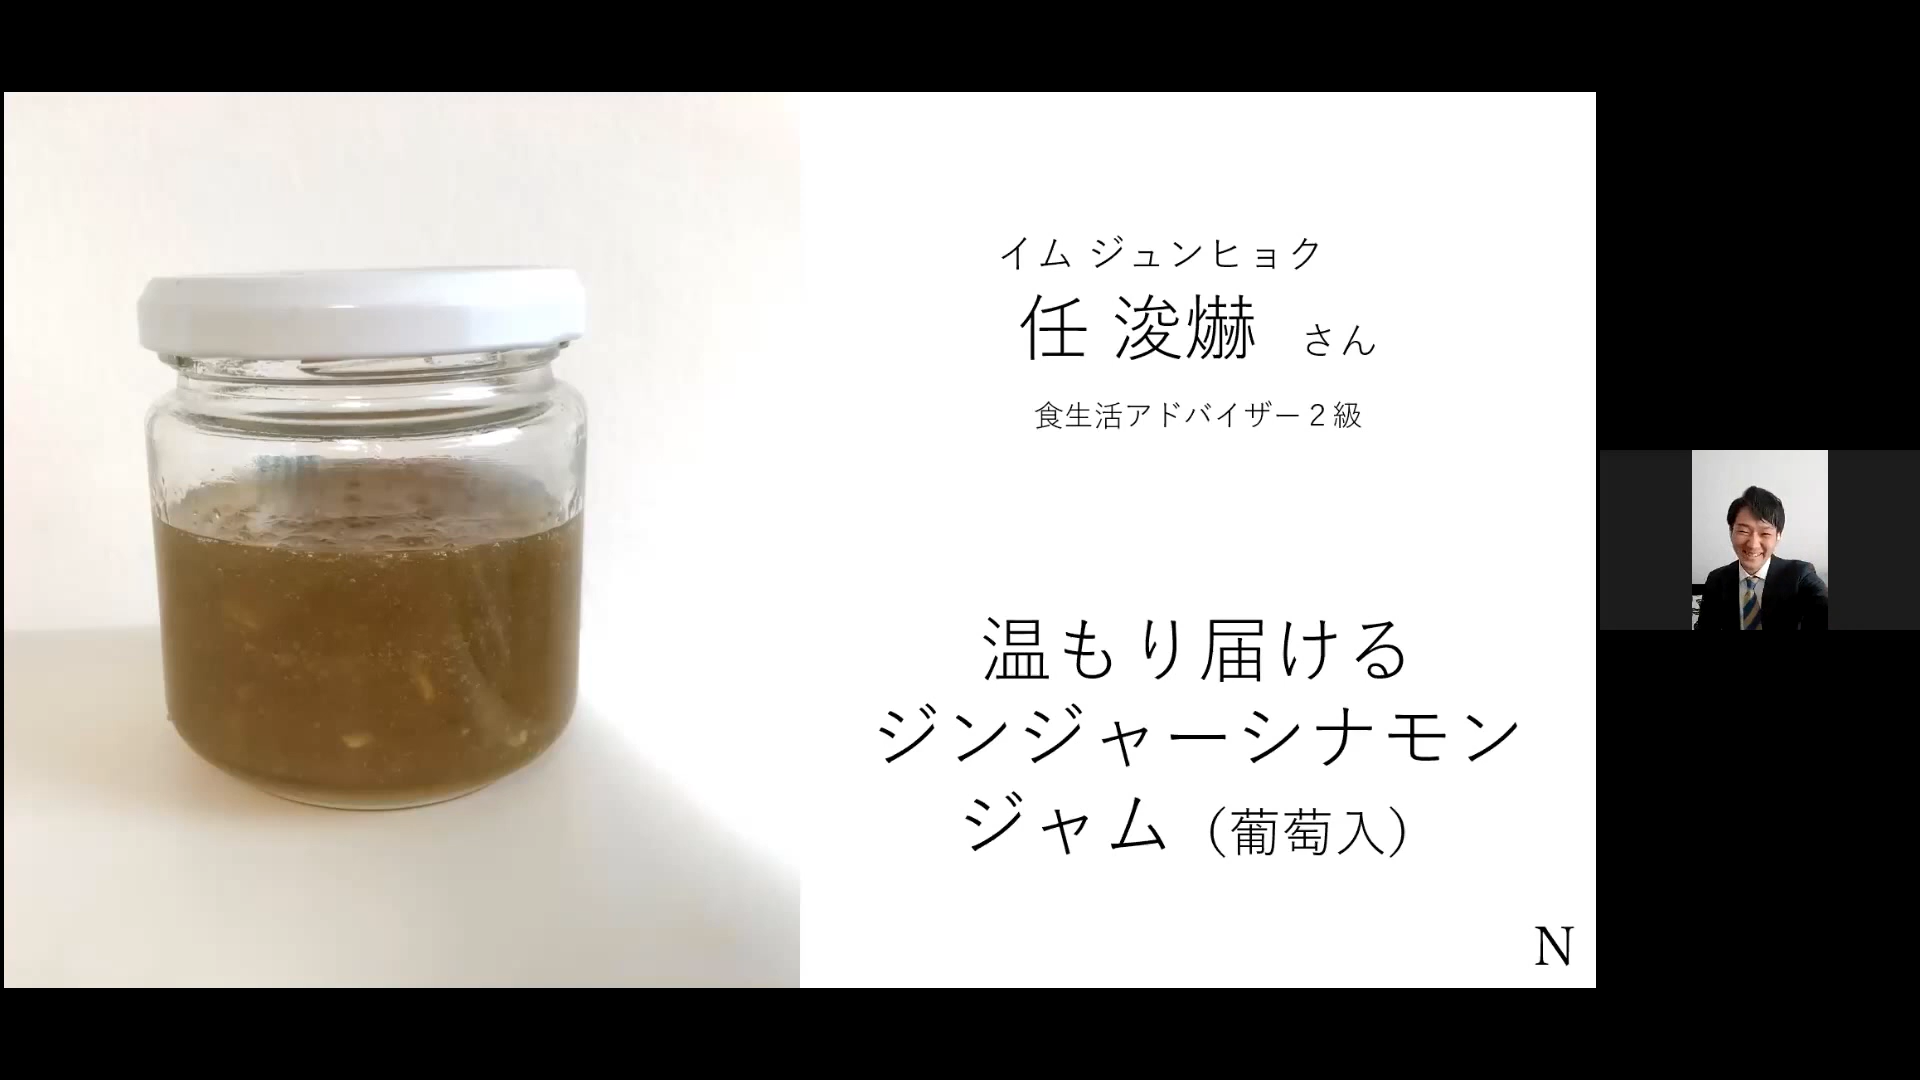 イム ジュンヒョク
任 浚爀 さん
食生活アドバイザー２級
温もり届ける
ジンジャーシナモン
ジャム（葡萄入）
N